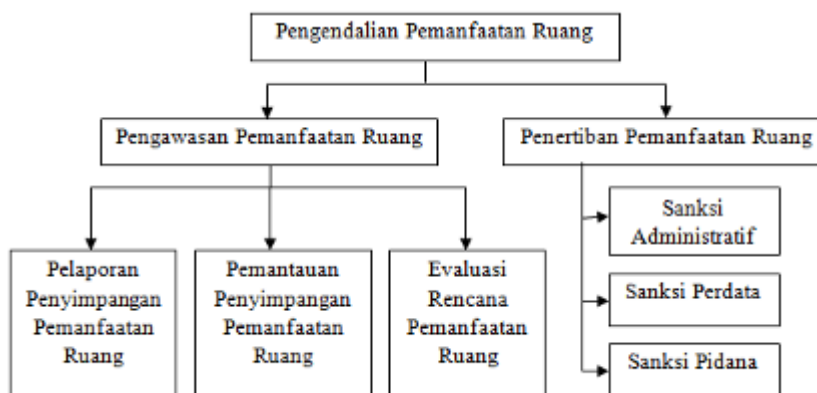 Pengendalian Pemanfaatan Ruang
Pengawasan Pemanfaatan Ruang
Penertiban Pemanfaatan Ruang
Pelaporan
Penyimpangan
Pemanfaatan
Ruang
Pemantauan
Penyimpangan
Pemanfaatan
Ruang
Evaluasi
Rencana
Pemanfaatan
Ruang
Sanksi
Administratif
Sanksi Perdata
Sanksi Pidana